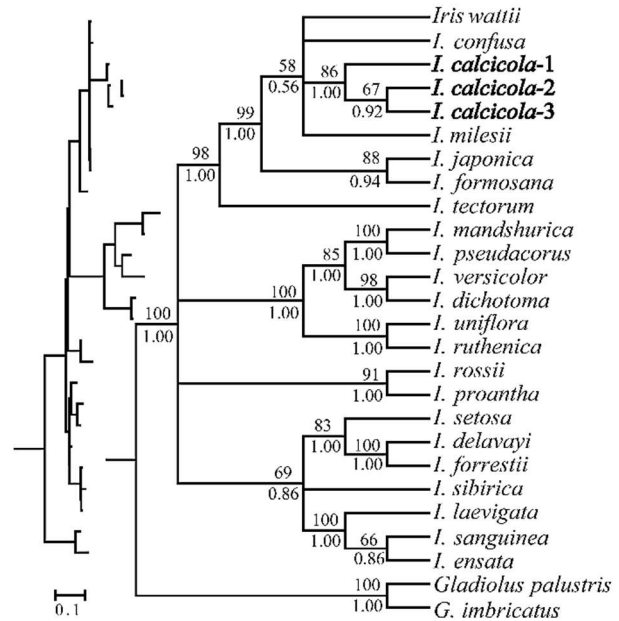 Iris wattii
I. confusa
I. calcicola-1
I. calcicola-2
I. calcicola-3
I. milesii
I. japonica
I. formosana
I. tectorum
I. mandshurica
I. pseudacorus
I. versicolor
I. dichotoma
I. uniflora
I. ruthenica
I. rossii
I. proantha
I. setosa
I. delavayi
I. forrestii
I. sibirica
I. laevigata
I. sanguinea
I. ensata
Gladiolus palustris
G. imbricatus
58
0.56
86
1.00
67
0.92
99
1.00
88
0.94
98
1.00
100
1.00
85
1.00
98
1.00
100
1.00
100
1.00
100
1.00
91
1.00
83
1.00
100
1.00
69
0.86
100
1.00
66
0.86
100
1.00
0.1